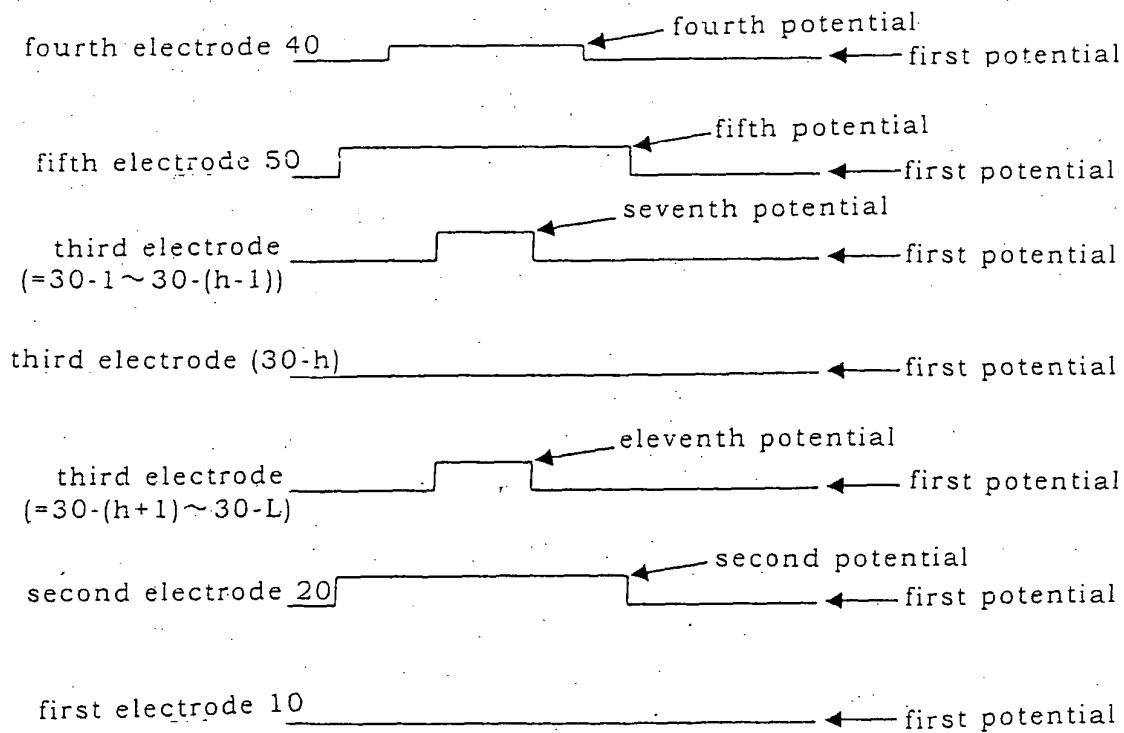 fourth electrode 40
fourth potential
first potential
fifth electrode 50
fifth potential
first potential
third electrode
(=30-1～30-(h-1))
seventh potential
first potential
third electrode (30-h)
first potential
third electrode
(=30-(h+1)～30-L)
eleventh potential
first potential
second electrode 20
second potential
first potential
first electrode 10
first potential